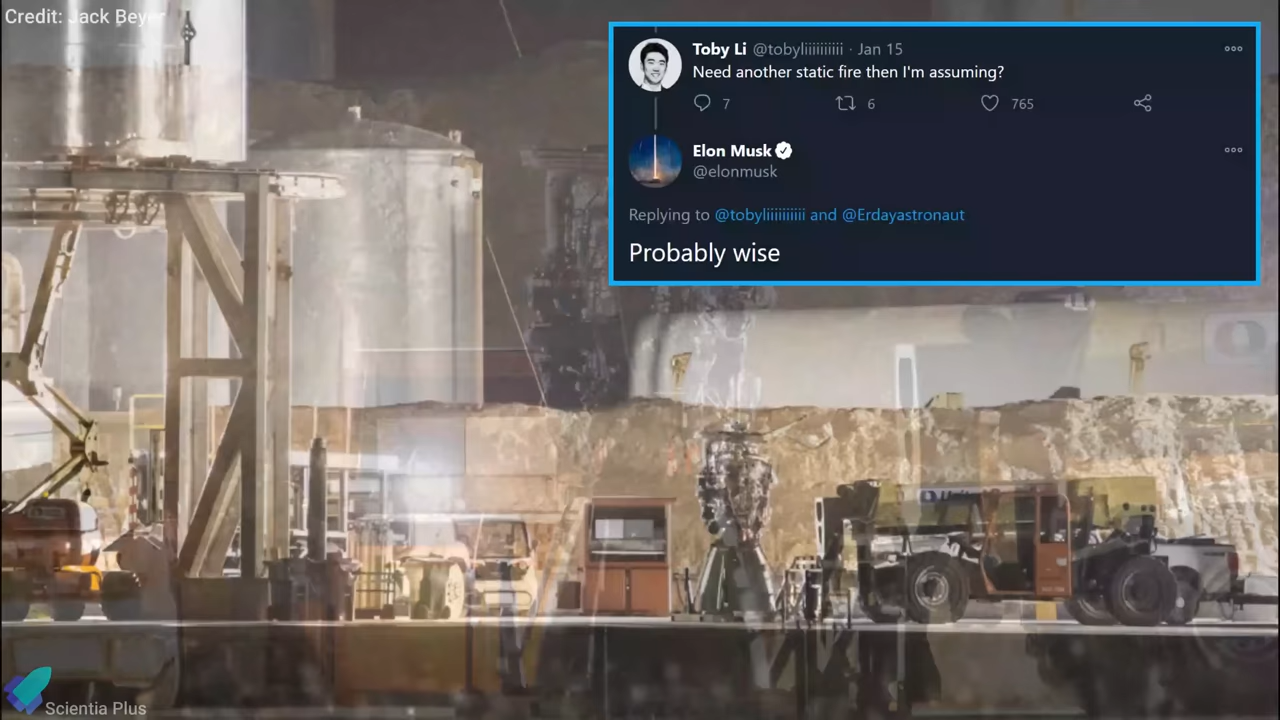 Credit: Jack Beyer
Toby Li @tobyliiiiiiiiii · Jan 15
Need another static fire then I'm assuming?
7 6 765
Elon Musk
@elonmusk
Replying to @tobyliiiiiiiiii and @Erdayastronaut
Probably wise
Scientia Plus